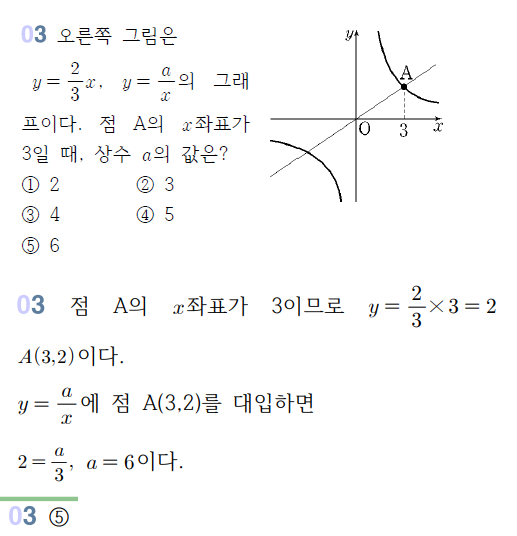 03 오른쪽 그림은
y = 2/3 x, y = a/x 의 그래
프이다. 점 A의 x좌표가
3일 때, 상수 a의 값은?
① 2 ② 3
③ 4 ④ 5
⑤ 6
y
A
O 3 x
03 점 A의 x좌표가 3이므로 y = 2/3 × 3 = 2
A(3,2)이다.
y = a/x 에 점 A(3,2)를 대입하면
2 = a/3, a = 6이다.
03 ⑤